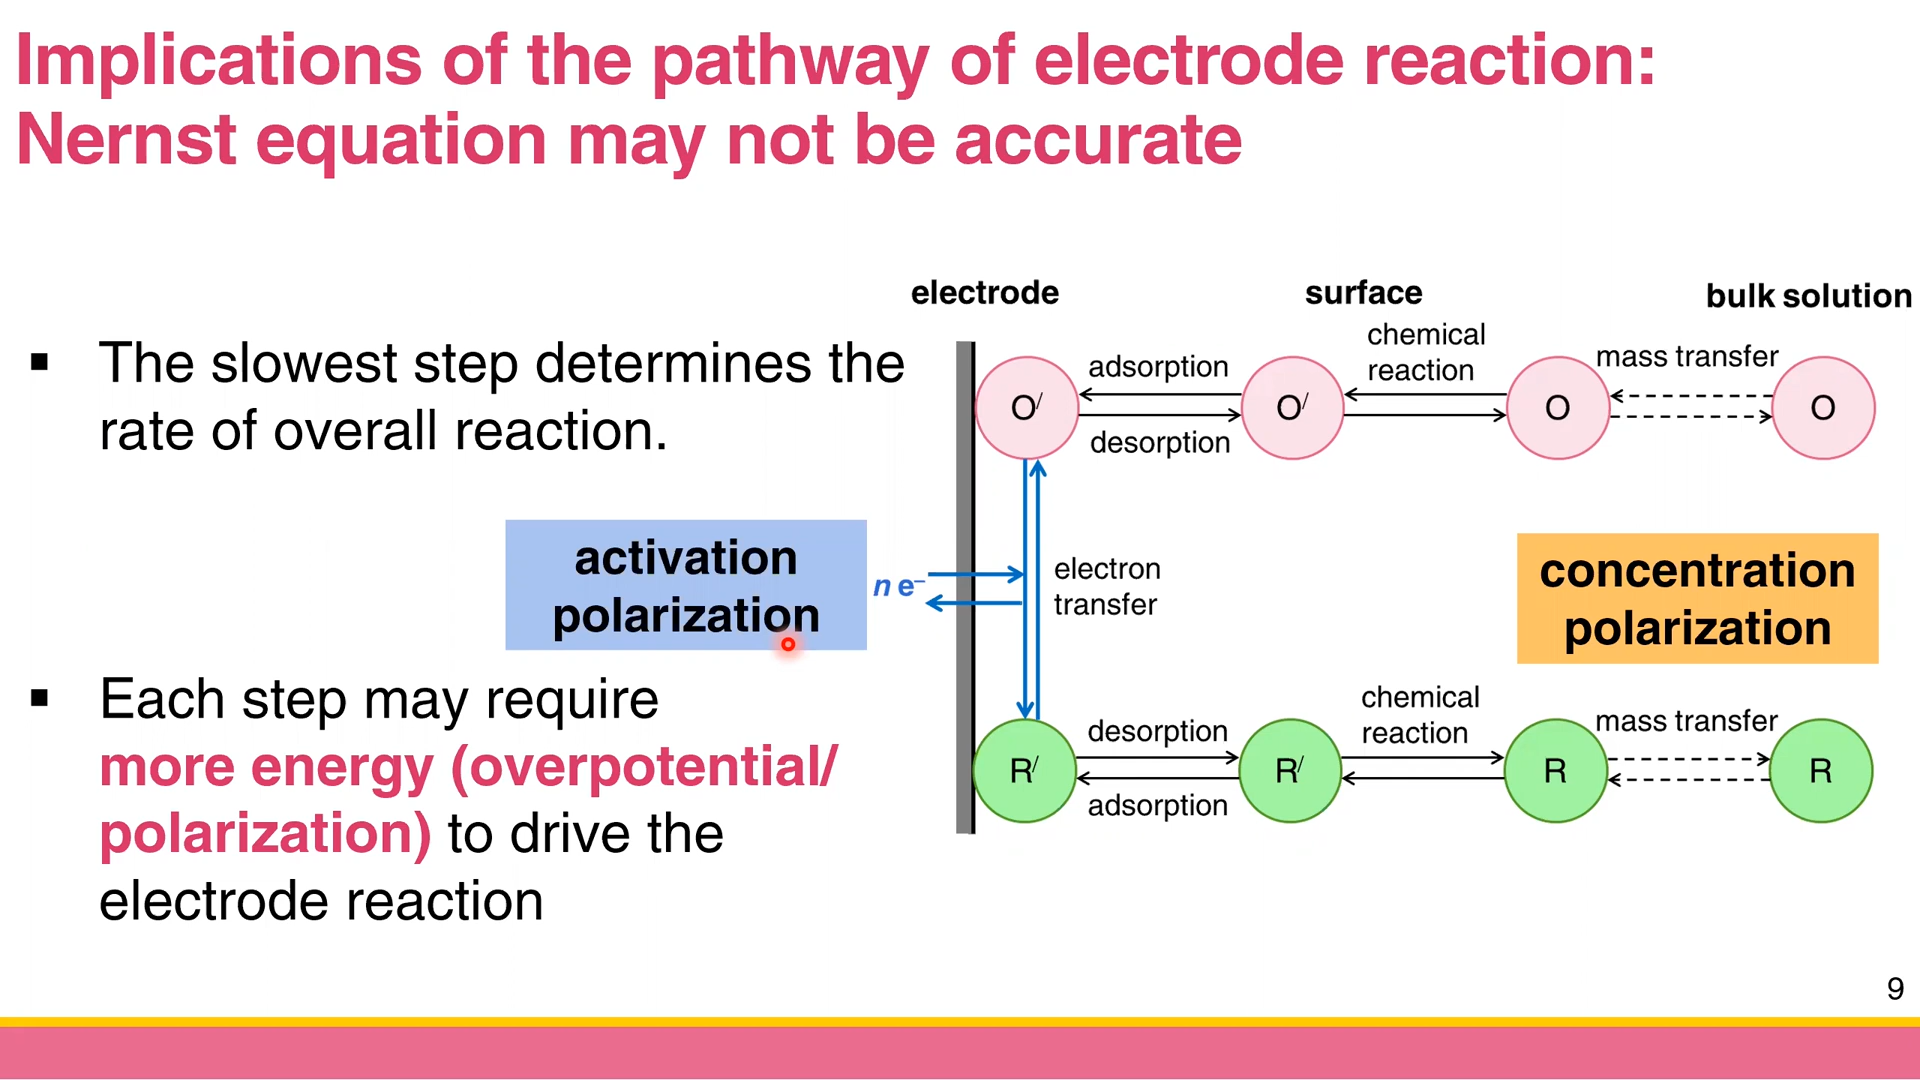 Implications of the pathway of electrode reaction:
Nernst equation may not be accurate
▪ The slowest step determines the
rate of overall reaction.
activation
polarization
▪ Each step may require
more energy (overpotential/
polarization) to drive the
electrode reaction
electrode
surface
bulk solution
O/
adsorption
desorption
O/
chemical
reaction
O
mass transfer
O
n e–
electron
transfer
concentration
polarization
R/
desorption
adsorption
R/
chemical
reaction
R
mass transfer
R
9